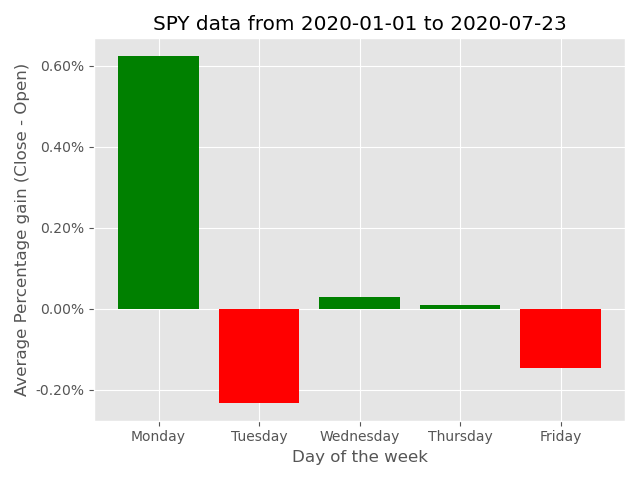 SPY data from 2020-01-01 to 2020-07-23
Average Percentage gain (Close - Open)
0.60%
0.40%
0.20%
0.00%
-0.20%
Monday Tuesday Wednesday Thursday Friday
Day of the week